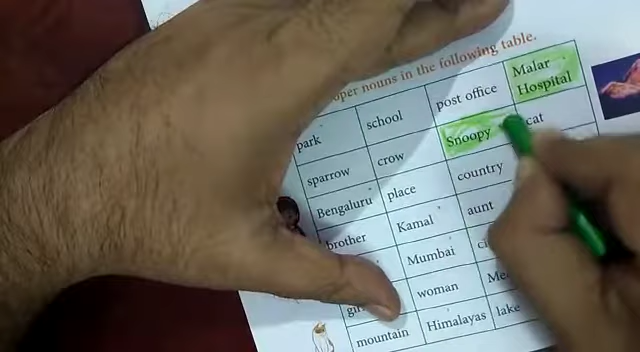 per nouns in the following table.
park school post office Malar Hospital
sparrow crow Snoopy cat
Bengaluru place country
brother Kamal aunt
Mumbai
woman
mountain Himalayas lake